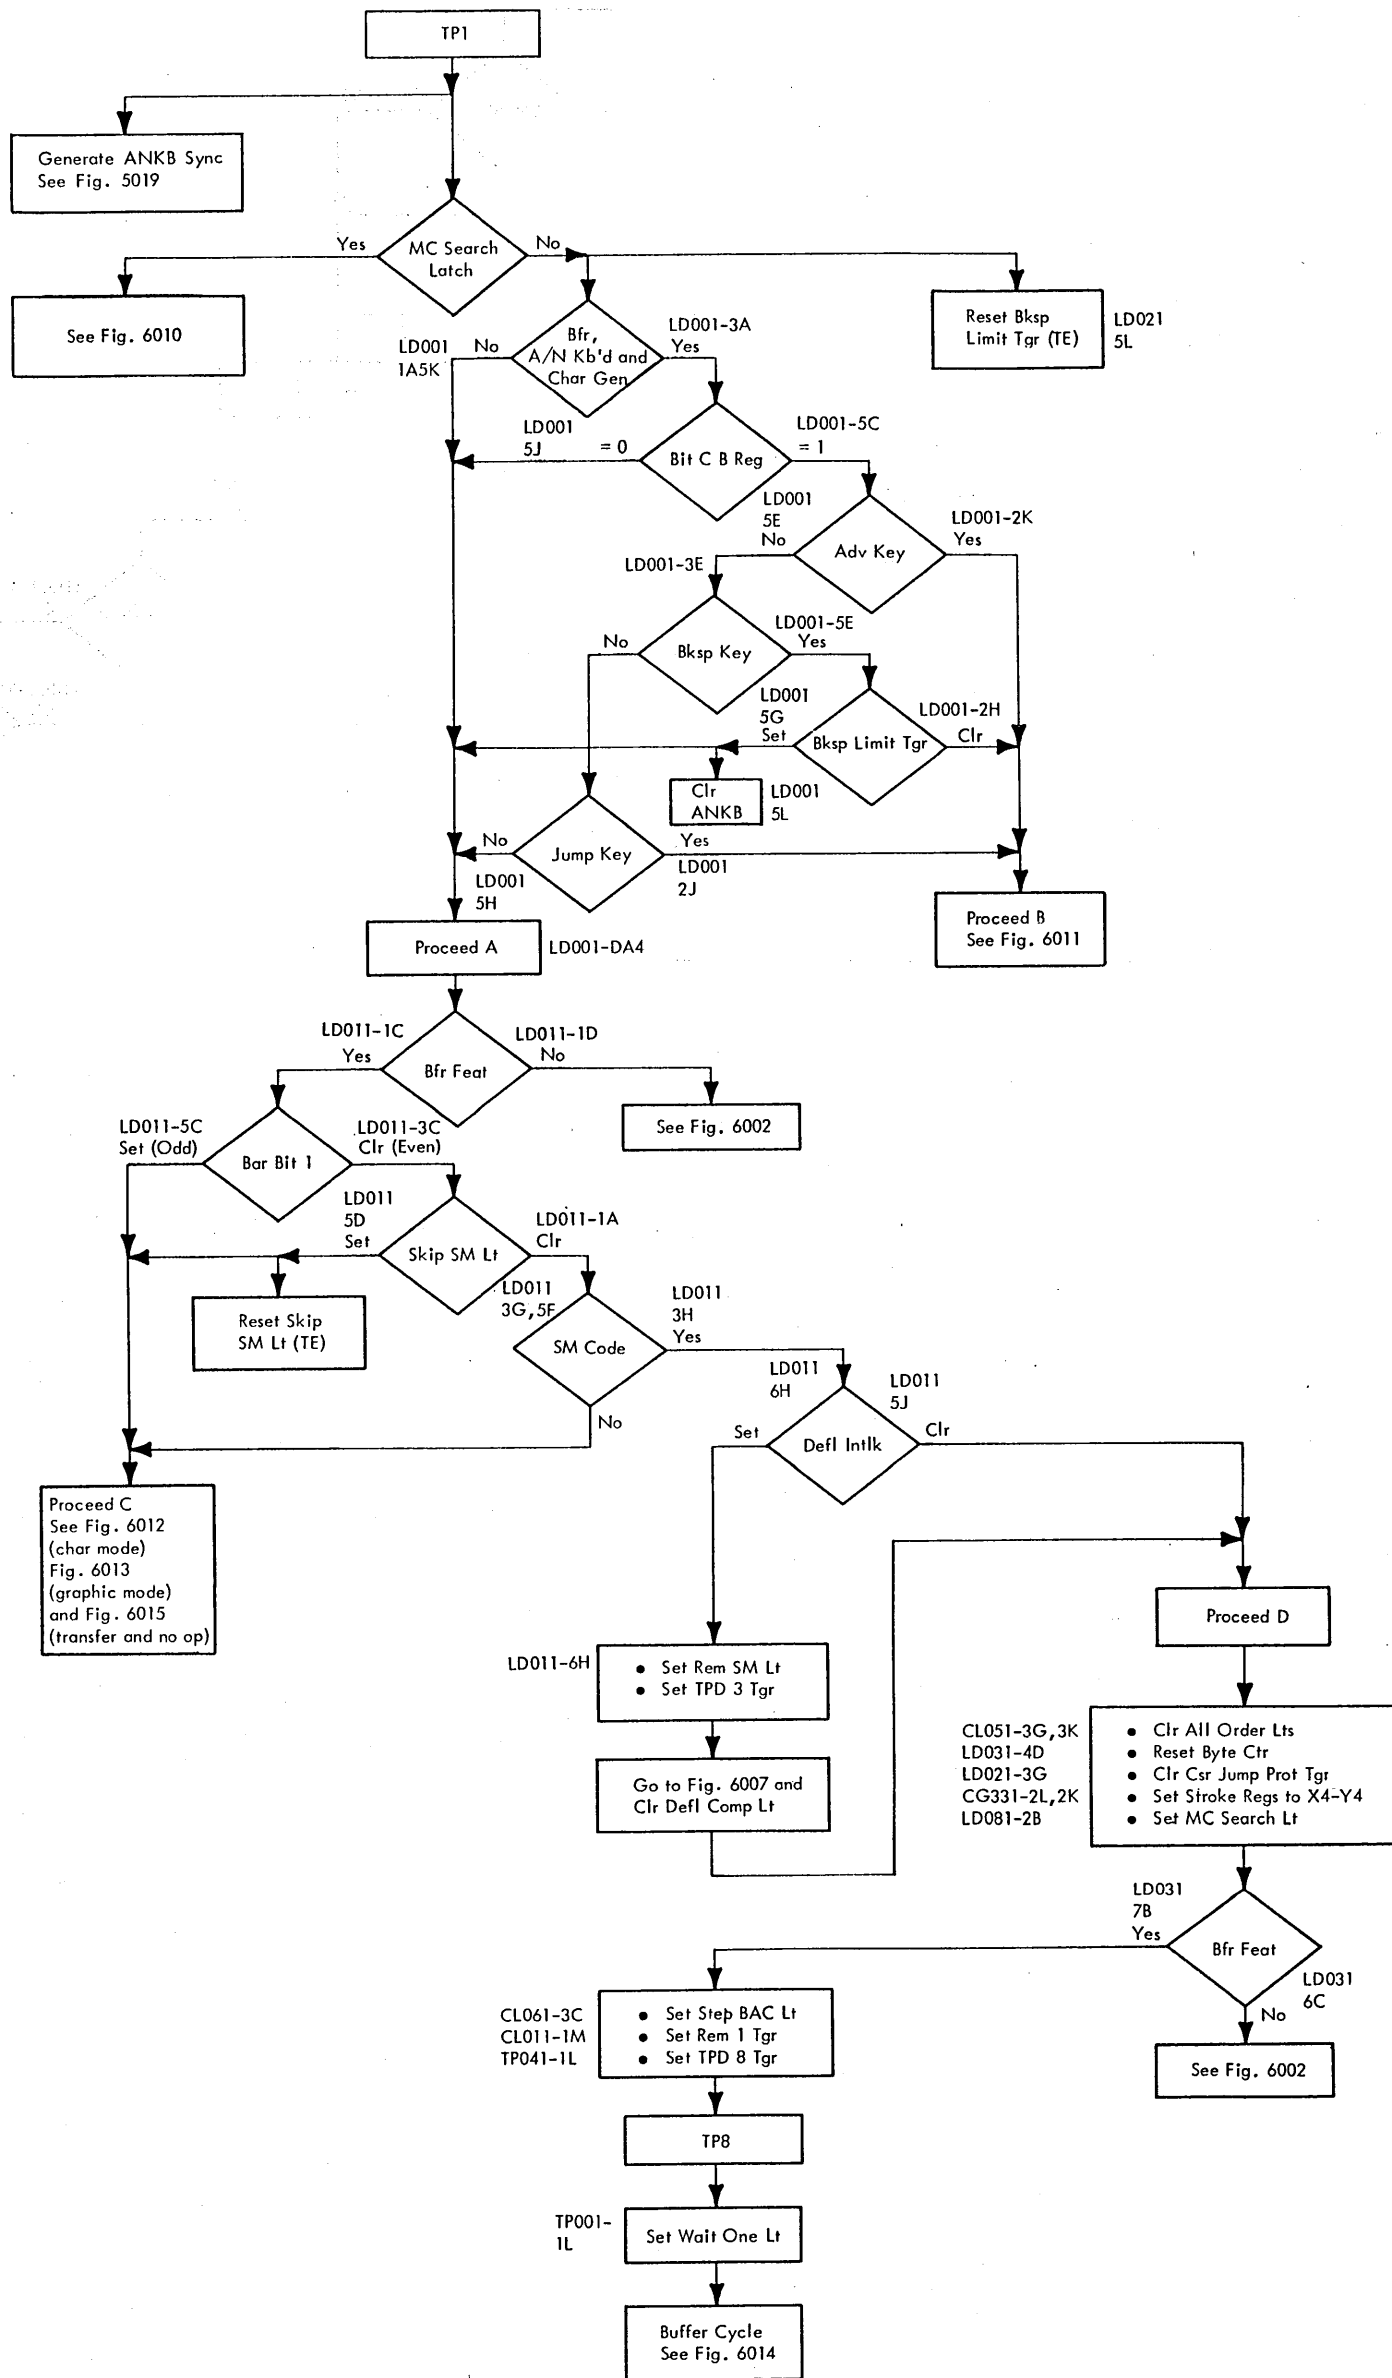 TP1
Generate ANKB Sync
See Fig. 5019
Yes
MC Search
Latch
No
See Fig. 6010
Reset Bksp
Limit Tgr (TE)
LD021
5L
LD001
1A5K
No
Bfr,
A/N Kb'd and
Char Gen
LD001-3A
Yes
LD001
5J
= 0
Bit C B Reg
LD001-5C
= 1
LD001
5E
No
Adv Key
LD001-2K
Yes
LD001-3E
No
Bksp Key
LD001-5E
Yes
LD001
5G
Set
Bksp Limit Tgr
LD001-2H
Clr
Clr
ANKB
LD001
5L
No
Jump Key
Yes
LD001
2J
LD001
5H
Proceed A
LD001-DA4
Proceed B
See Fig. 6011
LD011-1C
Yes
Bfr Feat
LD011-1D
No
See Fig. 6002
LD011-5C
Set (Odd)
Bar Bit 1
LD011-3C
Clr (Even)
LD011
5D
Set
Skip SM Lt
LD011-1A
Clr
Reset Skip
SM Lt (TE)
LD011
3G,5F
SM Code
LD011
3H
Yes
No
LD011
6H
Set
Defl Intlk
LD011
5J
Clr
Proceed C
See Fig. 6012
(char mode)
Fig. 6013
(graphic mode)
and Fig. 6015
(transfer and no op)
Proceed D
LD011-6H
• Set Rem SM Lt
• Set TPD 3 Tgr
Go to Fig. 6007 and
Clr Defl Comp Lt
CL051-3G,3K • Clr All Order Lts
LD031-4D • Reset Byte Ctr
LD021-3G • Clr Csr Jump Prot Tgr
CG331-2L,2K • Set Stroke Regs to X4-Y4
LD081-2B • Set MC Search Lt
LD031
7B
Yes
Bfr Feat
LD031
6C
No
See Fig. 6002
CL061-3C • Set Step BAC Lt
CL011-1M • Set Rem 1 Tgr
TP041-1L • Set TPD 8 Tgr
TP8
TP001-
1L
Set Wait One Lt
Buffer Cycle
See Fig. 6014